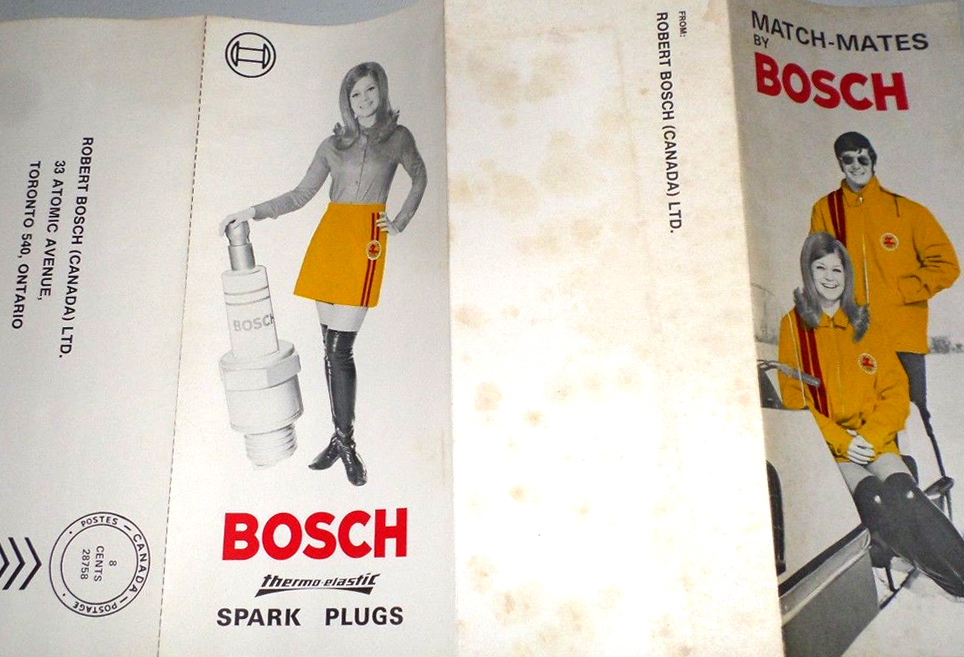 ROBERT BOSCH (CANADA) LTD.
33 ATOMIC AVENUE,
TORONTO 540, ONTARIO
POSTES – CANADA – POSTAGE
8
CENTS
28758
BOSCH
BOSCH
thermo-elastic
SPARK PLUGS
FROM:
ROBERT BOSCH (CANADA) LTD.
MATCH-MATES
BY
BOSCH